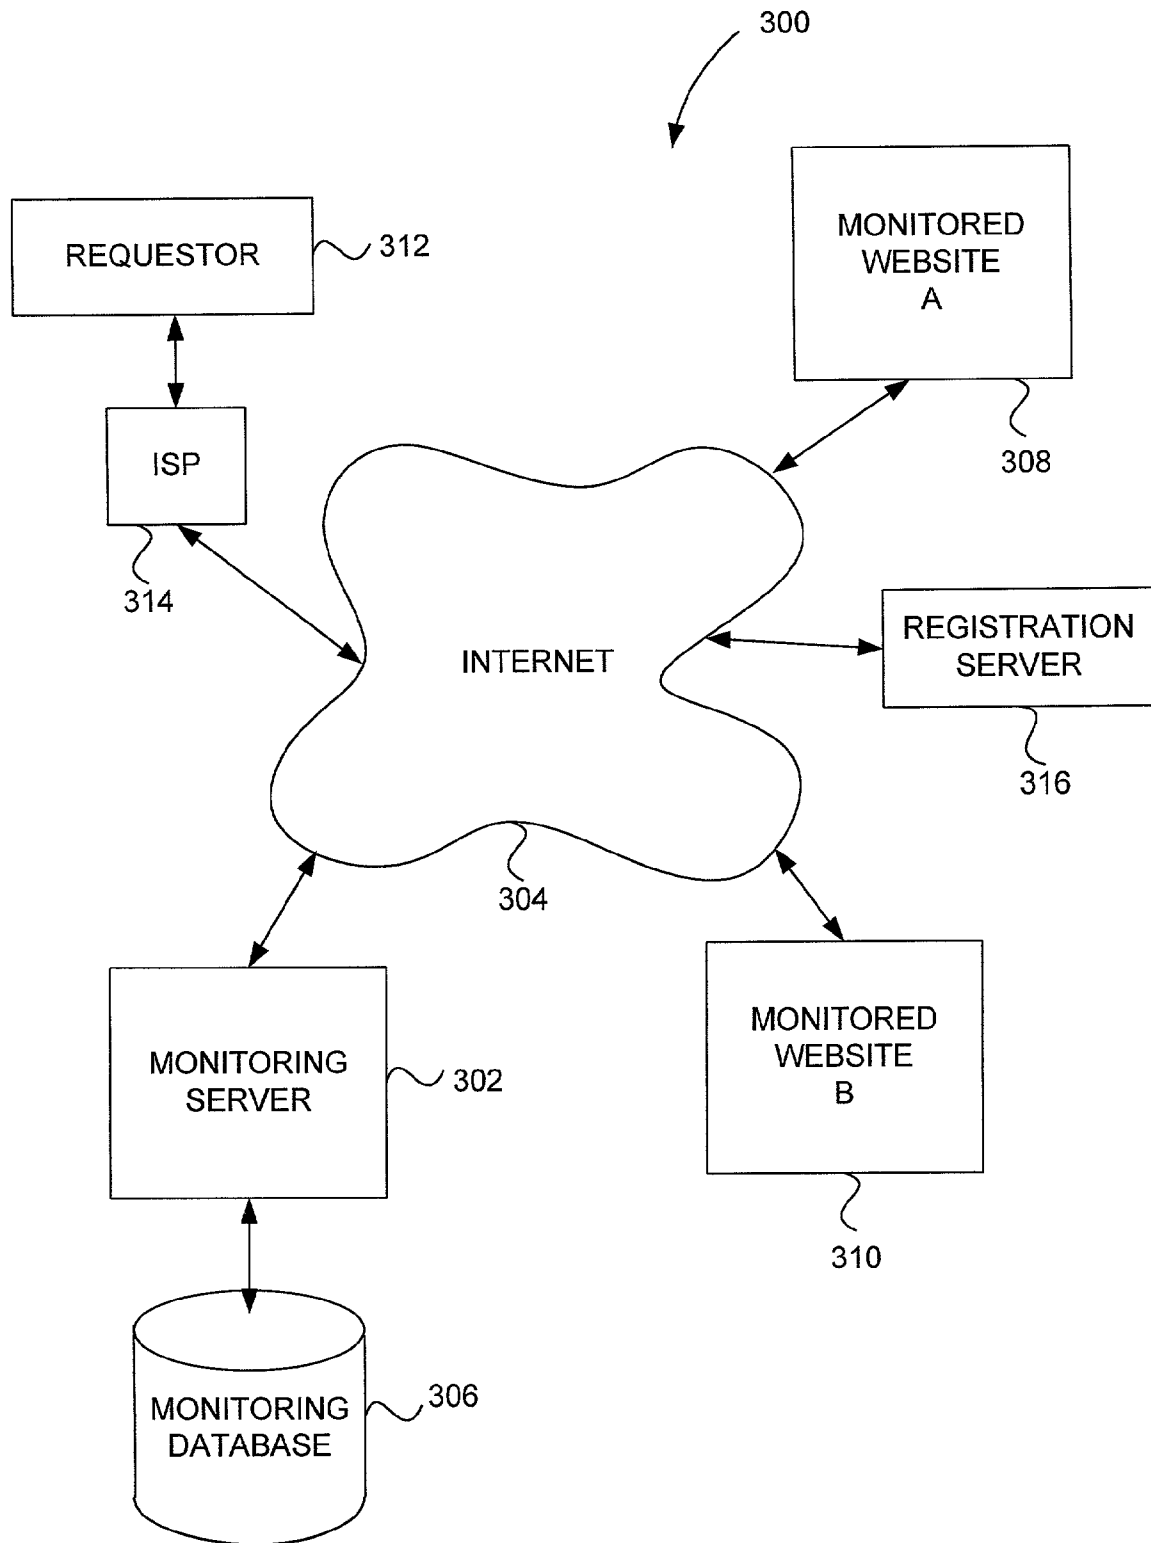 300
REQUESTOR
312
MONITORED
WEBSITE
A
308
ISP
314
INTERNET
304
REGISTRATION
SERVER
316
MONITORING
SERVER
302
MONITORED
WEBSITE
B
310
MONITORING
DATABASE
306